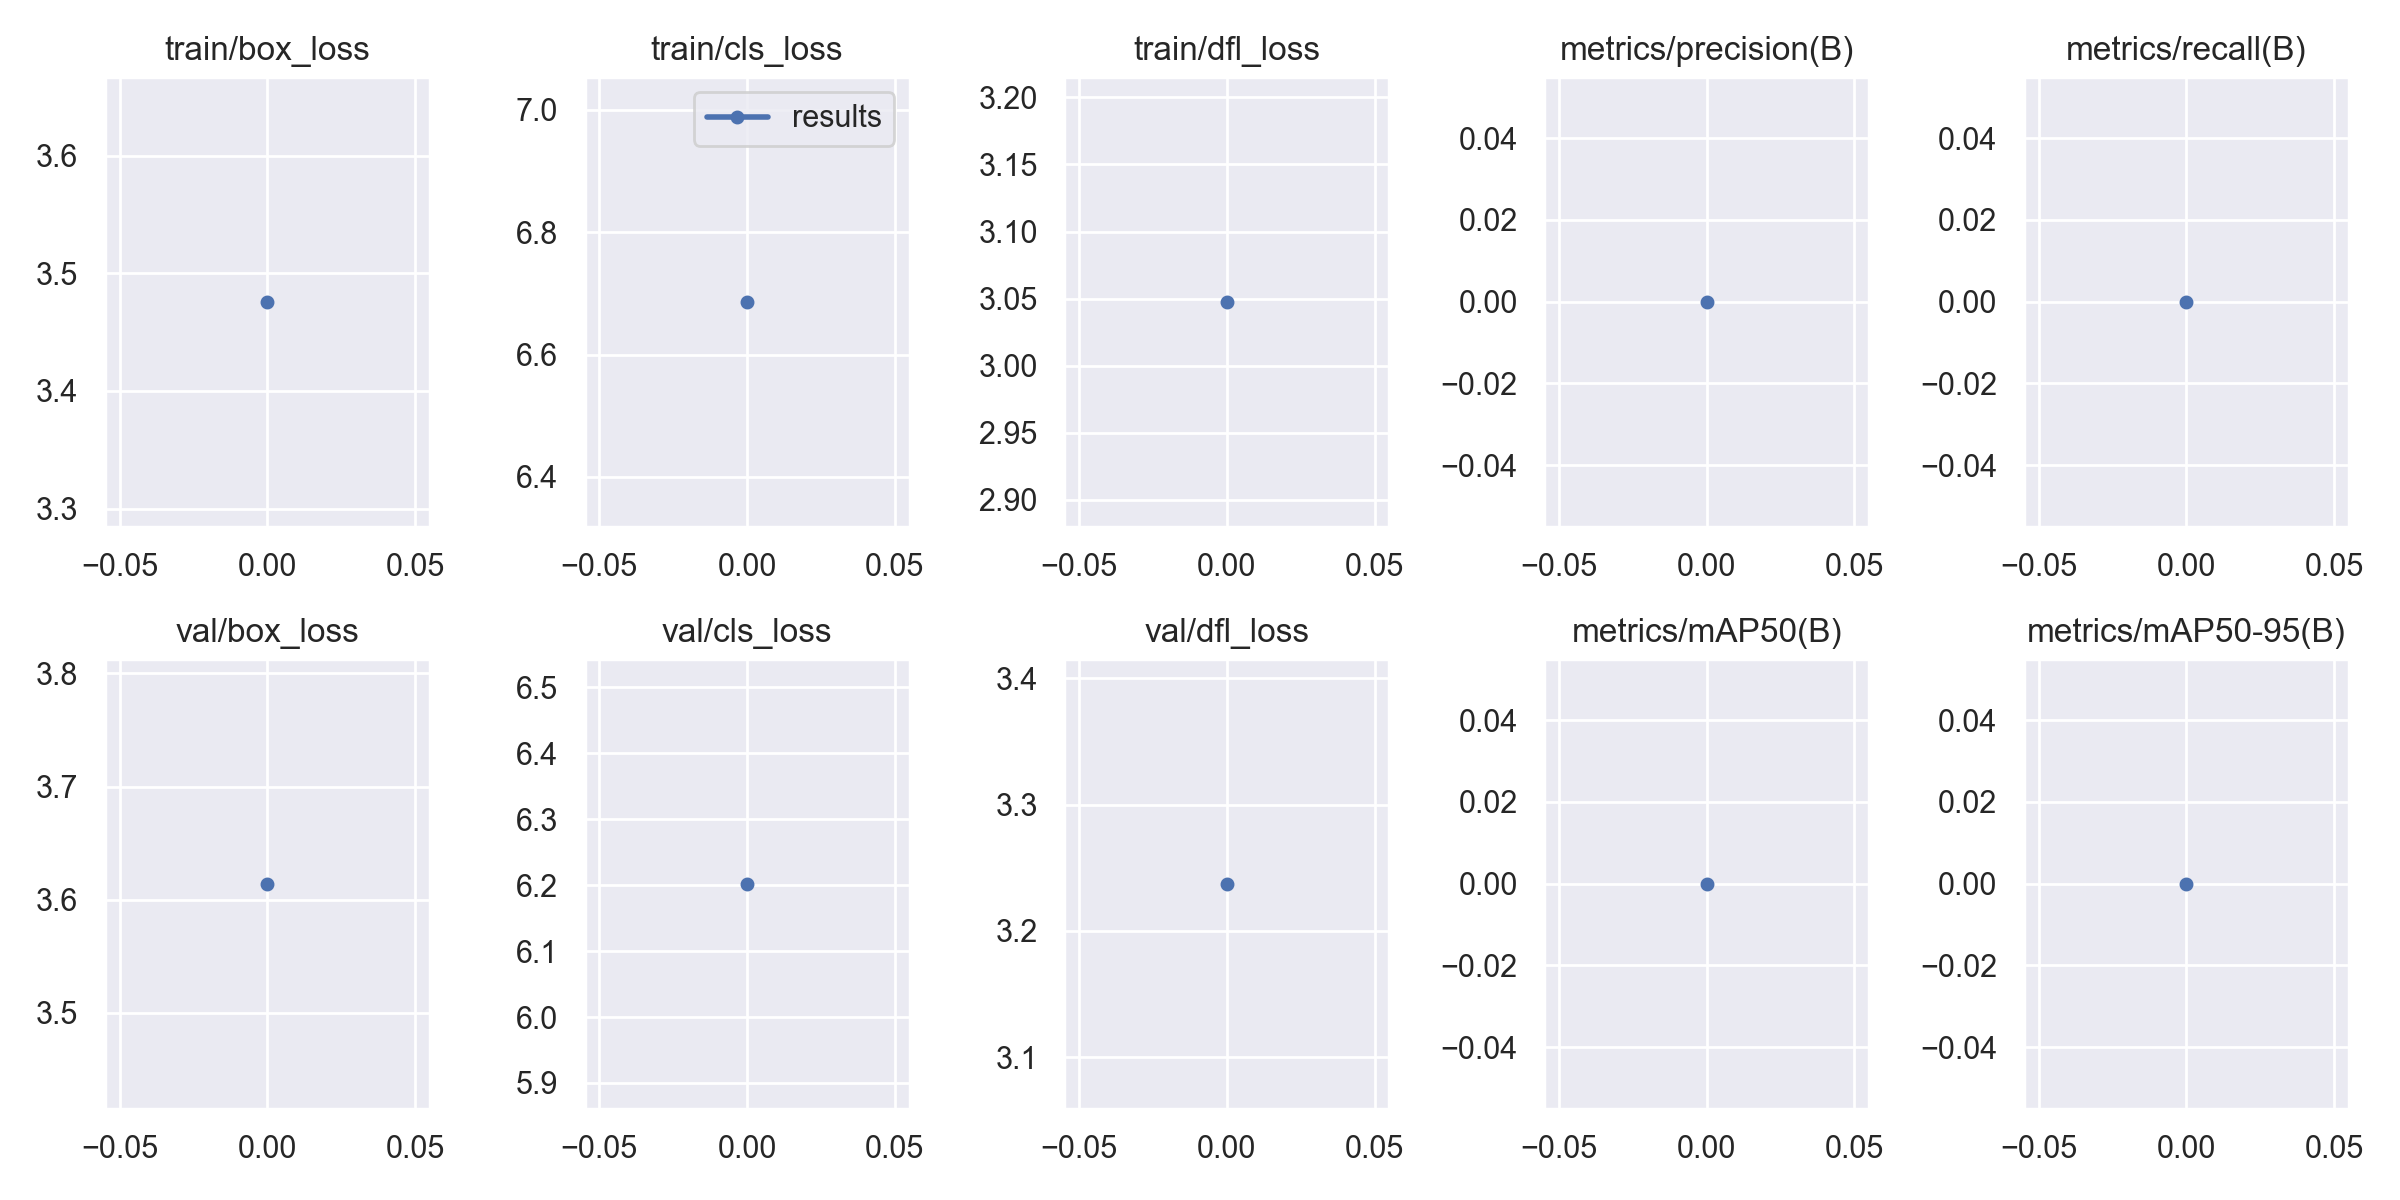 train/box_loss
3.6
3.5
3.4
3.3
−0.05 0.00 0.05
train/cls_loss
results
7.0
6.8
6.6
6.4
−0.05 0.00 0.05
train/dfl_loss
3.20
3.15
3.10
3.05
3.00
2.95
2.90
−0.05 0.00 0.05
metrics/precision(B)
0.04
0.02
0.00
−0.02
−0.04
−0.05 0.00 0.05
metrics/recall(B)
0.04
0.02
0.00
−0.02
−0.04
−0.05 0.00 0.05
val/box_loss
3.8
3.7
3.6
3.5
−0.05 0.00 0.05
val/cls_loss
6.5
6.4
6.3
6.2
6.1
6.0
5.9
−0.05 0.00 0.05
val/dfl_loss
3.4
3.3
3.2
3.1
−0.05 0.00 0.05
metrics/mAP50(B)
0.04
0.02
0.00
−0.02
−0.04
−0.05 0.00 0.05
metrics/mAP50-95(B)
0.04
0.02
0.00
−0.02
−0.04
−0.05 0.00 0.05